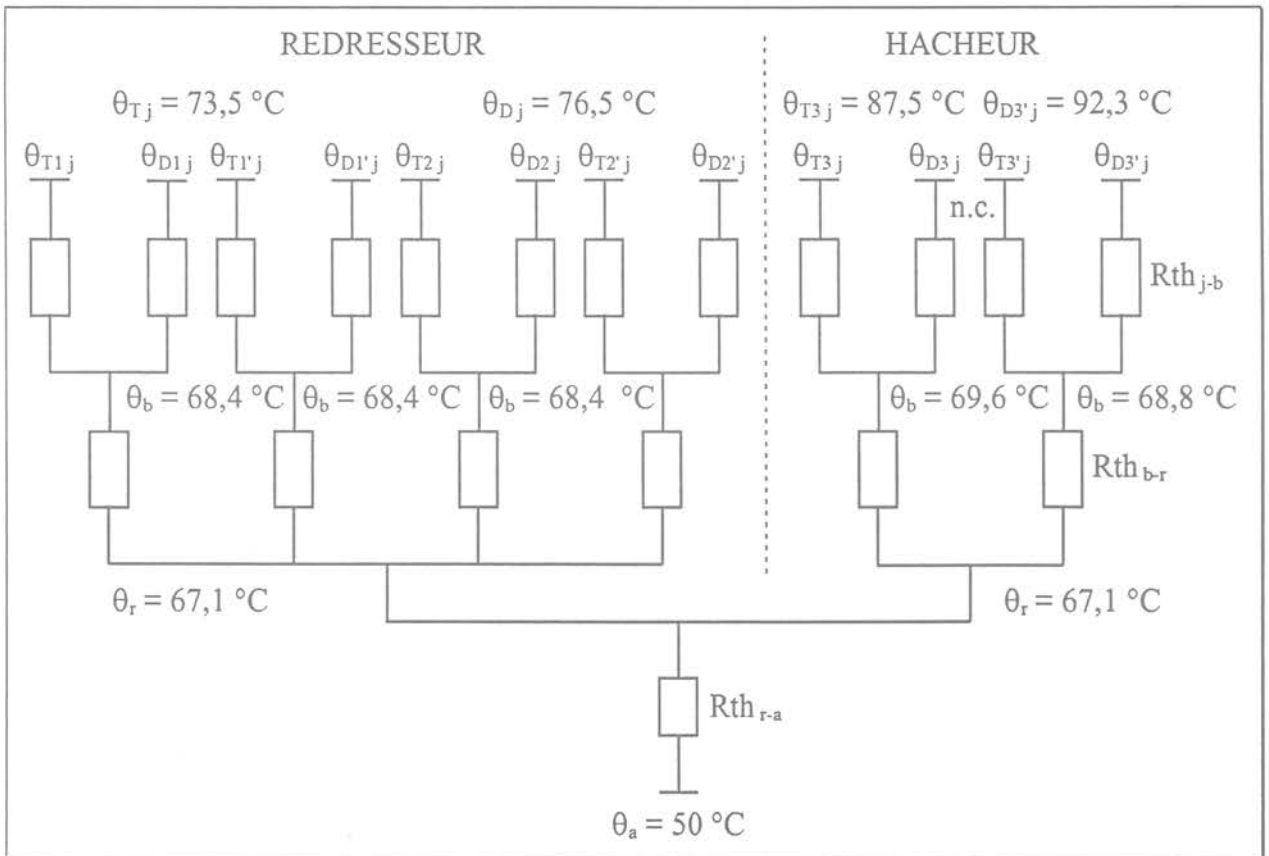 REDRESSEUR HACHEUR
θT j = 73,5 °C θD j = 76,5 °C θT3 j = 87,5 °C θD3' j = 92,3 °C
θT1 j θD1 j θT1' j θD1' j θT2 j θD2 j θT2' j θD2' j θT3 j θD3 j θT3' j θD3' j
n.c.
Rth j-b
θb = 68,4 °C θb = 68,4 °C θb = 68,4 °C θb = 69,6 °C θb = 68,8 °C
Rth b-r
θr = 67,1 °C θr = 67,1 °C
Rth r-a
θa = 50 °C